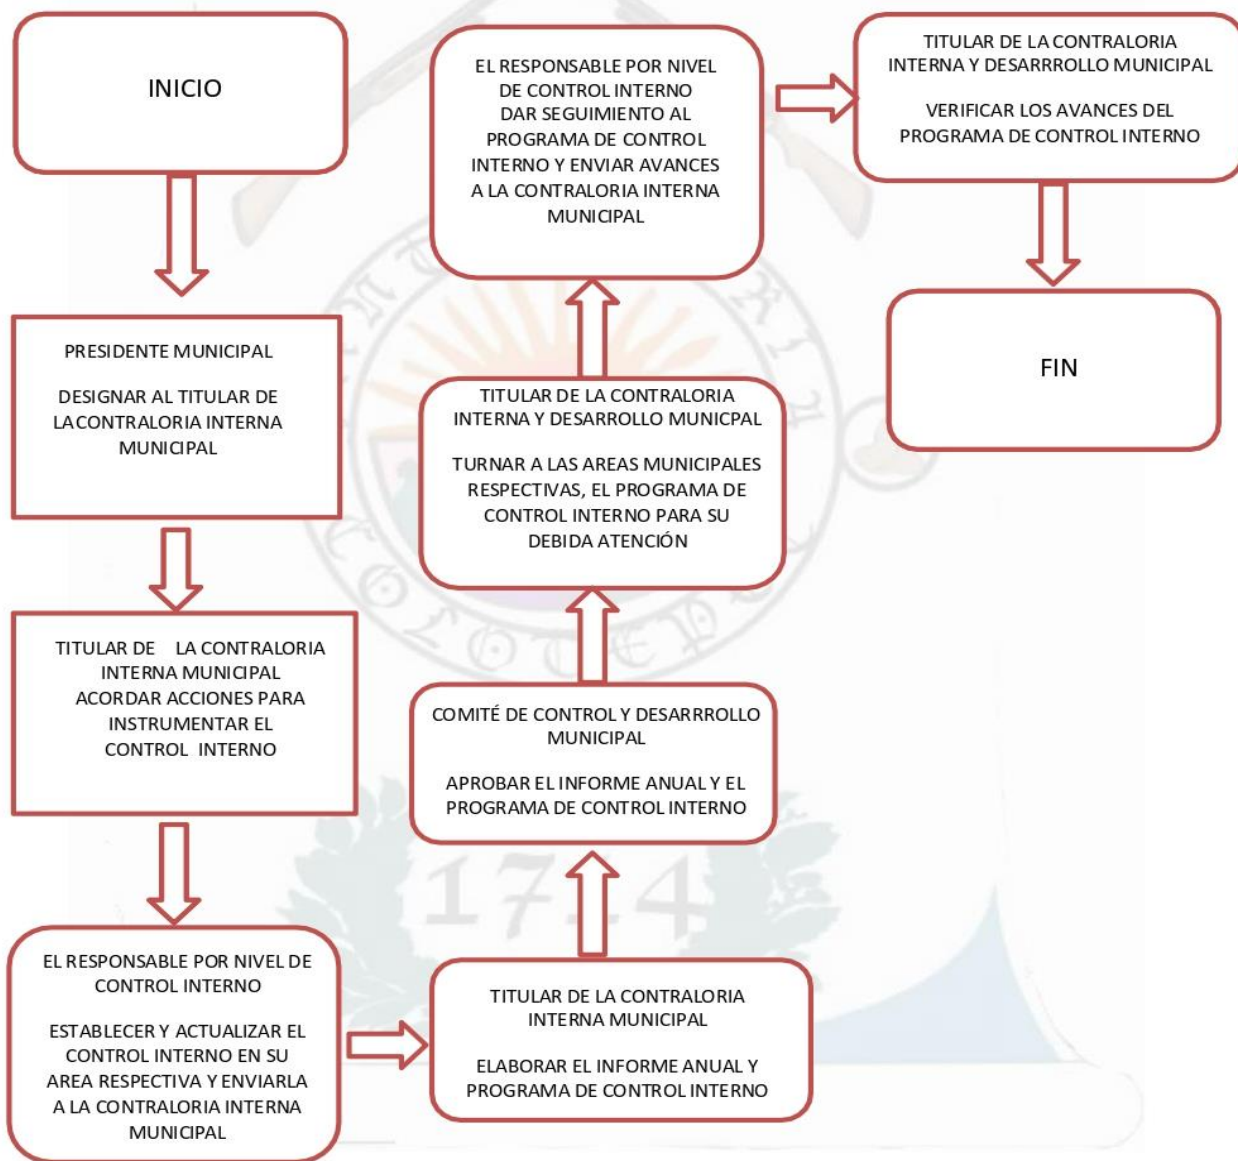 INICIO
PRESIDENTE MUNICIPAL
DESIGNAR AL TITULAR DE
LACONTRALORIA INTERNA
MUNICIPAL
TITULAR DE LA CONTRALORIA
INTERNA MUNICIPAL
ACORDAR ACCIONES PARA
INSTRUMENTAR EL
CONTROL INTERNO
EL RESPONSABLE POR NIVEL DE
CONTROL INTERNO
ESTABLECER Y ACTUALIZAR EL
CONTROL INTERNO EN SU
AREA RESPECTIVA Y ENVIARLA
A LA CONTRALORIA INTERNA
MUNICIPAL
TITULAR DE LA CONTRALORIA
INTERNA MUNICIPAL
ELABORAR EL INFORME ANUAL Y
PROGRAMA DE CONTROL INTERNO
COMITÉ DE CONTROL Y DESARRROLLO
MUNICIPAL
APROBAR EL INFORME ANUAL Y EL
PROGRAMA DE CONTROL INTERNO
TITULAR DE LA CONTRALORIA
INTERNA Y DESARROLLO MUNICPAL
TURNAR A LAS AREAS MUNICIPALES
RESPECTIVAS, EL PROGRAMA DE
CONTROL INTERNO PARA SU
DEBIDA ATENCIÓN
EL RESPONSABLE POR NIVEL
DE CONTROL INTERNO
DAR SEGUIMIENTO AL
PROGRAMA DE CONTROL
INTERNO Y ENVIAR AVANCES
A LA CONTRALORIA INTERNA
MUNICIPAL
TITULAR DE LA CONTRALORIA
INTERNA Y DESARRROLLO MUNICIPAL
VERIFICAR LOS AVANCES DEL
PROGRAMA DE CONTROL INTERNO
FIN
1714